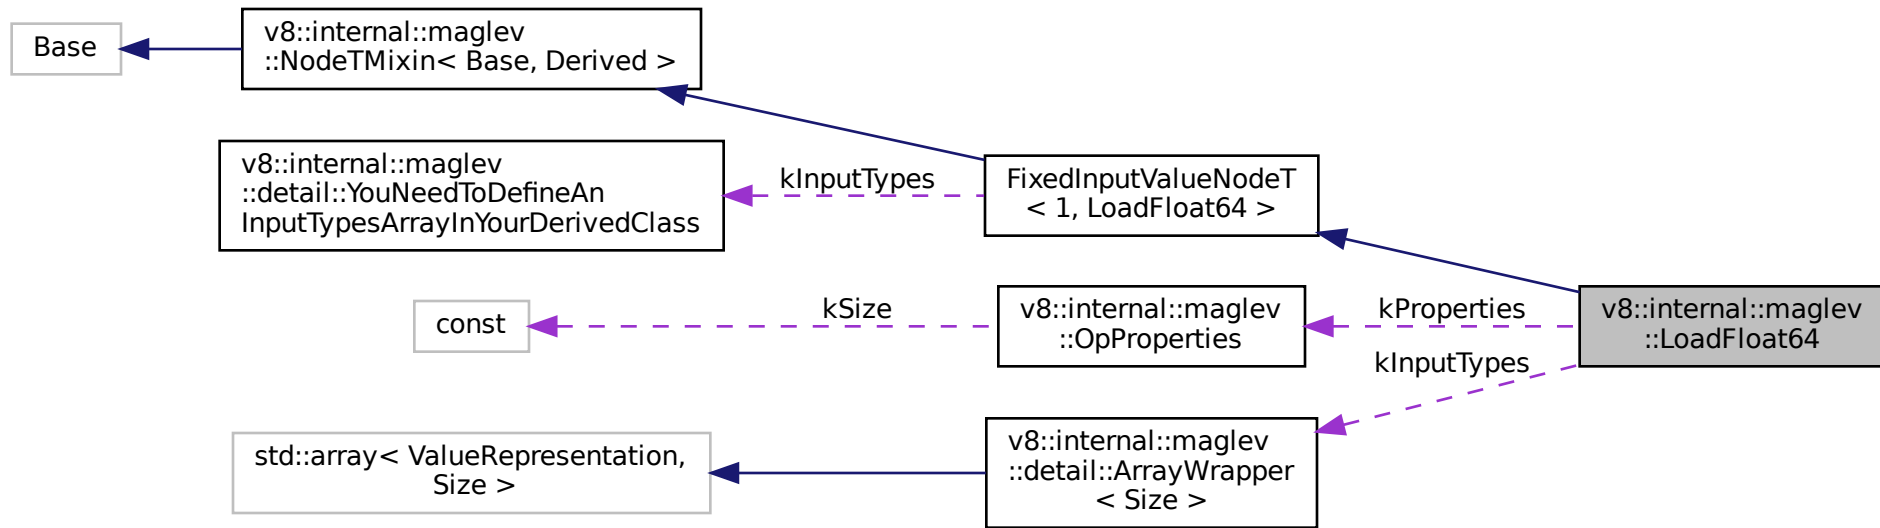 Base
v8::internal::maglev
::NodeTMixin< Base, Derived >
v8::internal::maglev
::detail::YouNeedToDefineAn
InputTypesArrayInYourDerivedClass
kInputTypes
FixedInputValueNodeT
< 1, LoadFloat64 >
const
kSize
v8::internal::maglev
::OpProperties
kProperties
v8::internal::maglev
::LoadFloat64
kInputTypes
std::array< ValueRepresentation,
Size >
v8::internal::maglev
::detail::ArrayWrapper
< Size >